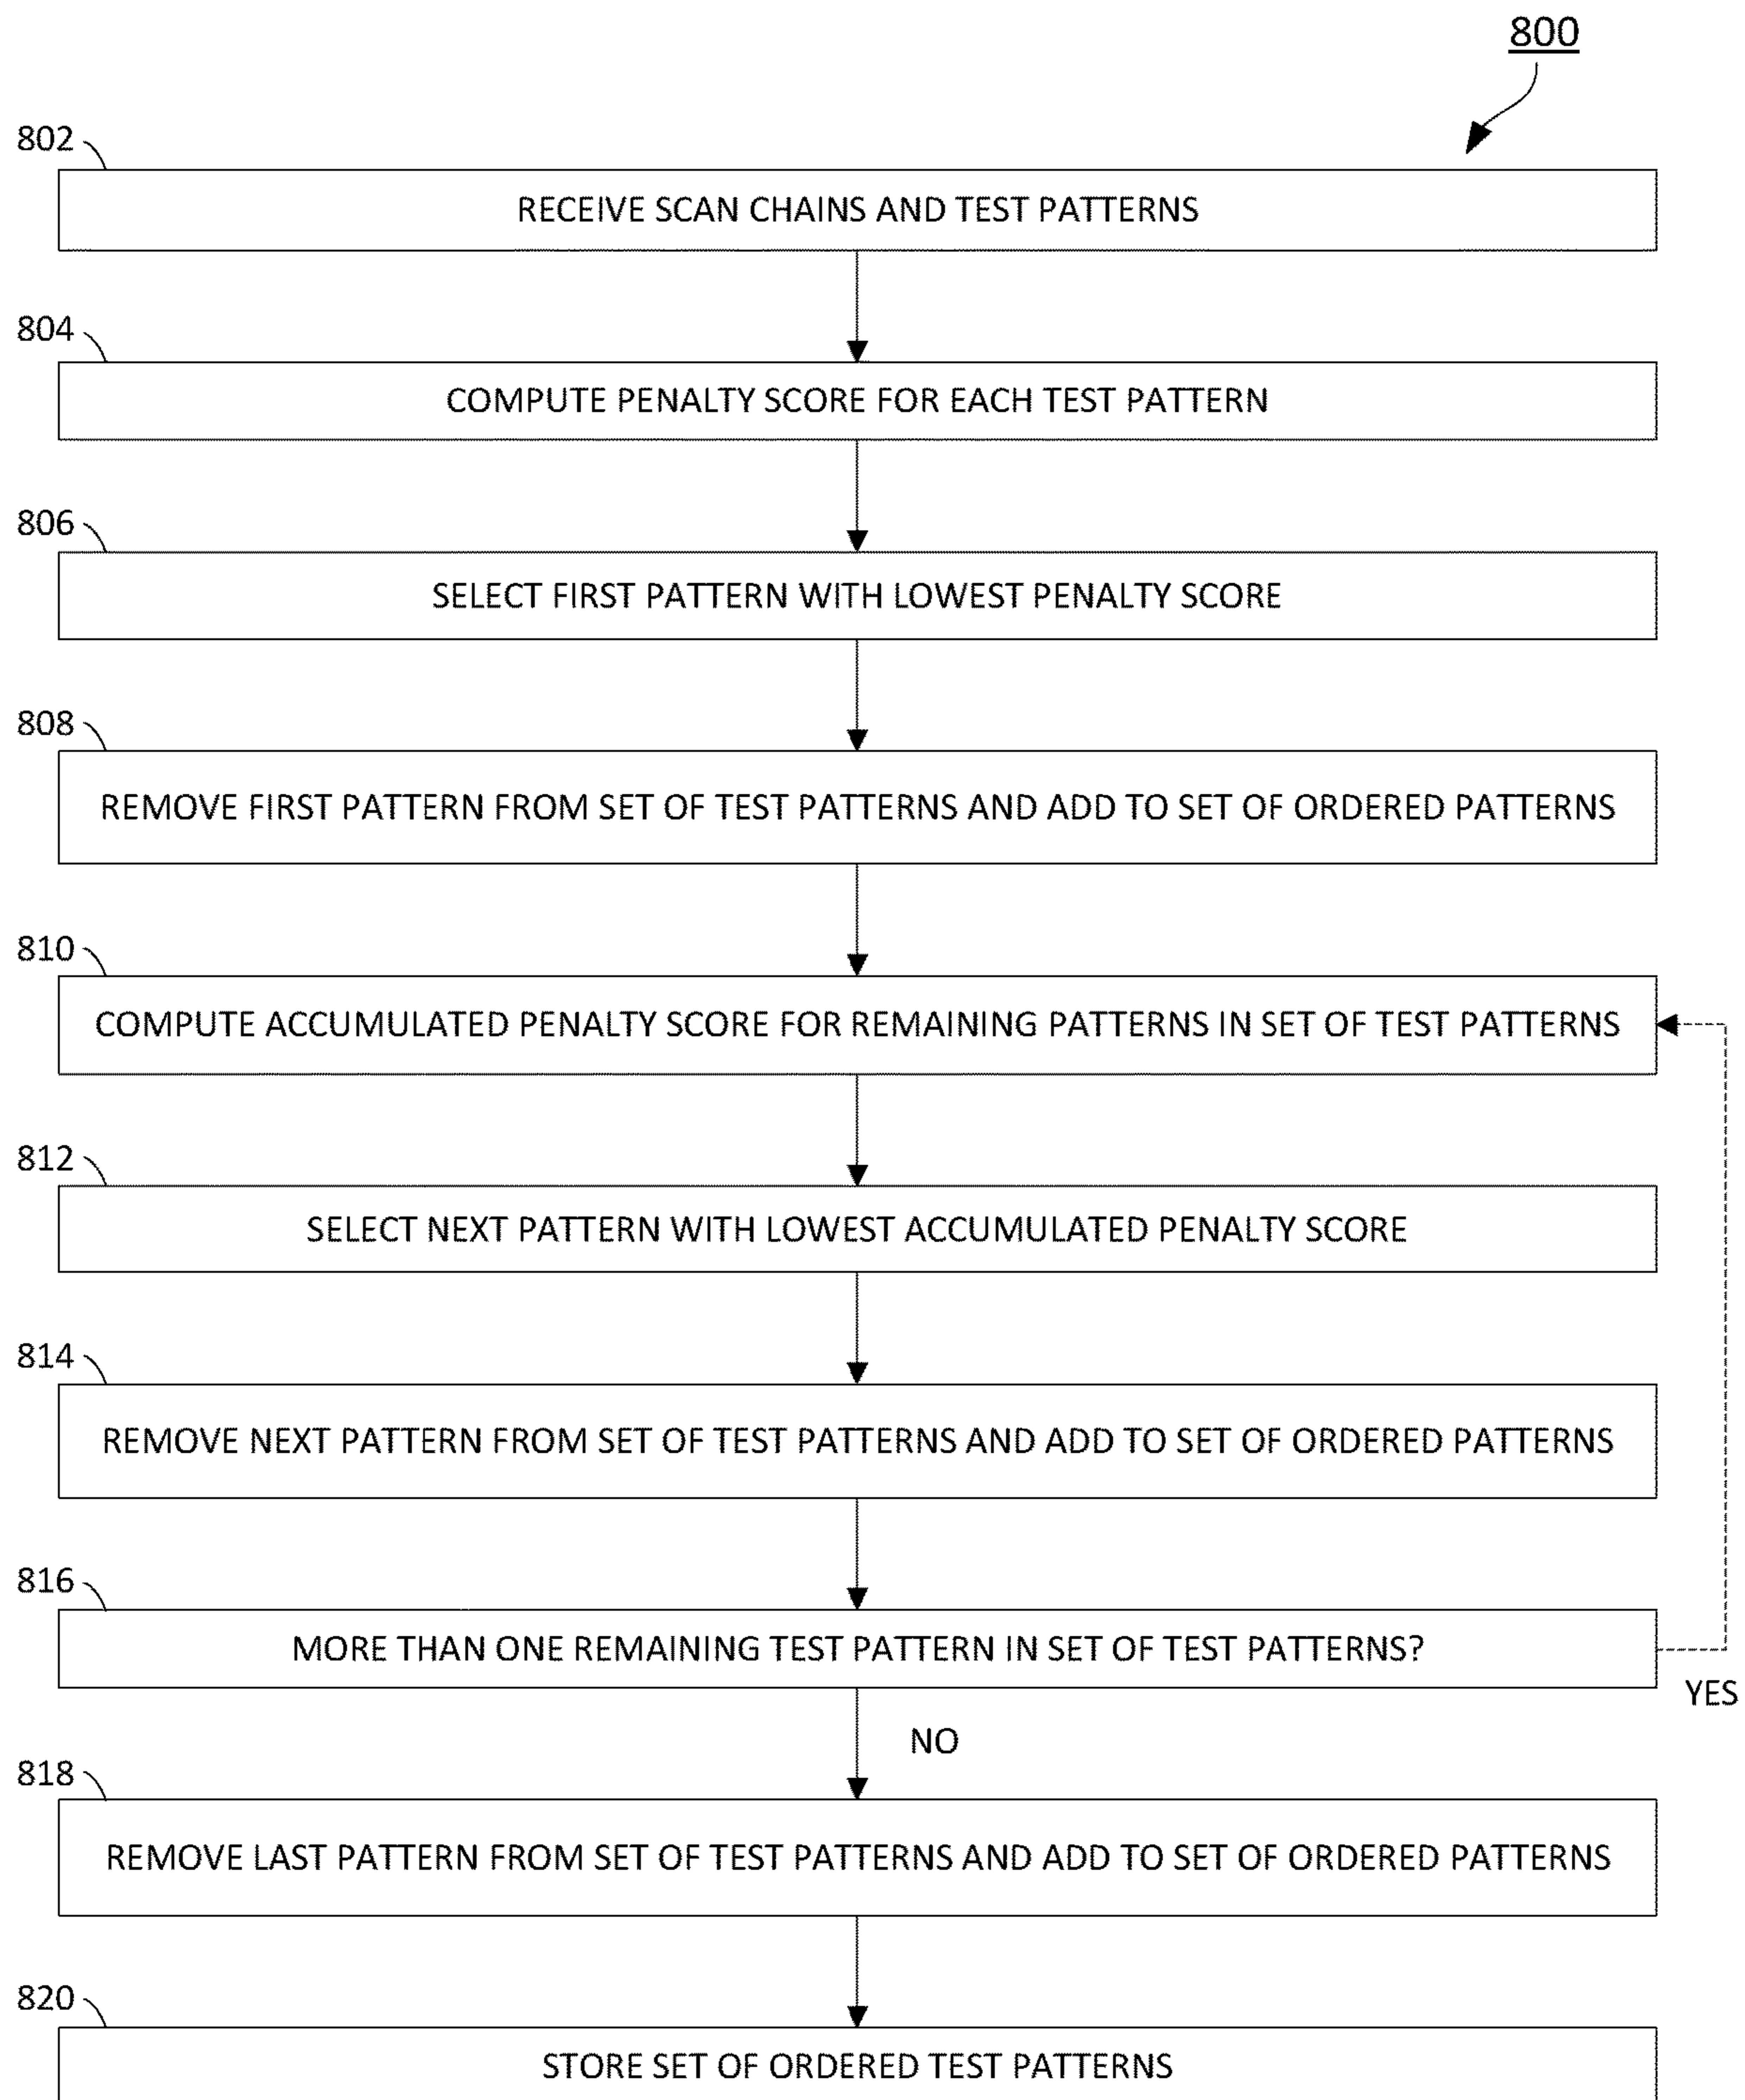 800
802
RECEIVE SCAN CHAINS AND TEST PATTERNS
804
COMPUTE PENALTY SCORE FOR EACH TEST PATTERN
806
SELECT FIRST PATTERN WITH LOWEST PENALTY SCORE
808
REMOVE FIRST PATTERN FROM SET OF TEST PATTERNS AND ADD TO SET OF ORDERED PATTERNS
810
COMPUTE ACCUMULATED PENALTY SCORE FOR REMAINING PATTERNS IN SET OF TEST PATTERNS
812
SELECT NEXT PATTERN WITH LOWEST ACCUMULATED PENALTY SCORE
814
REMOVE NEXT PATTERN FROM SET OF TEST PATTERNS AND ADD TO SET OF ORDERED PATTERNS
816
MORE THAN ONE REMAINING TEST PATTERN IN SET OF TEST PATTERNS?
YES
NO
818
REMOVE LAST PATTERN FROM SET OF TEST PATTERNS AND ADD TO SET OF ORDERED PATTERNS
820
STORE SET OF ORDERED TEST PATTERNS